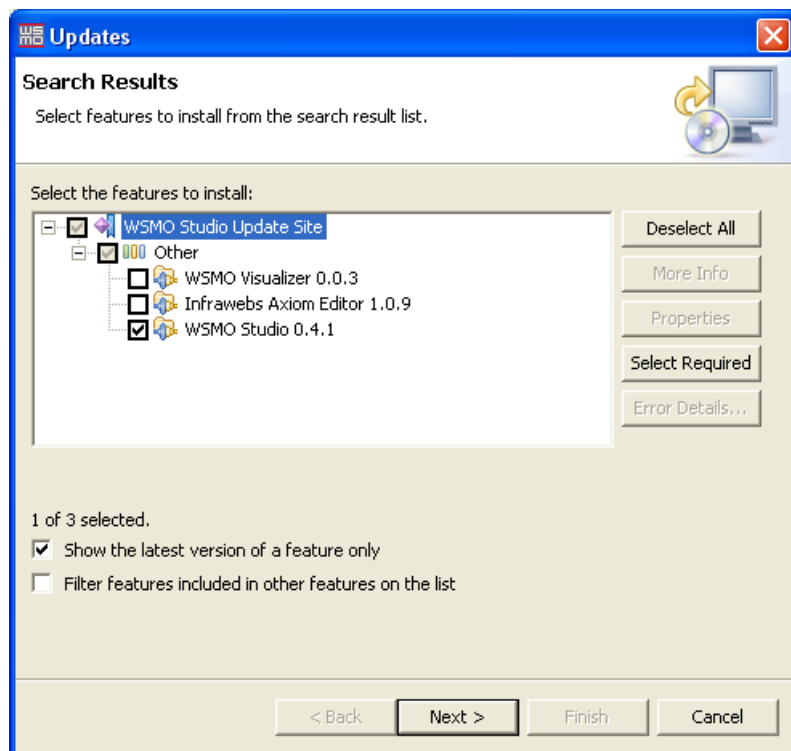 WS
MO Updates
Search Results
Select features to install from the search result list.
Select the features to install:
WSMO Studio Update Site
Other
WSMO Visualizer 0.0.3
Infrawebs Axiom Editor 1.0.9
WSMO Studio 0.4.1
Deselect All
More Info
Properties
Select Required
Error Details...
1 of 3 selected.
Show the latest version of a feature only
Filter features included in other features on the list
< Back Next > Finish Cancel